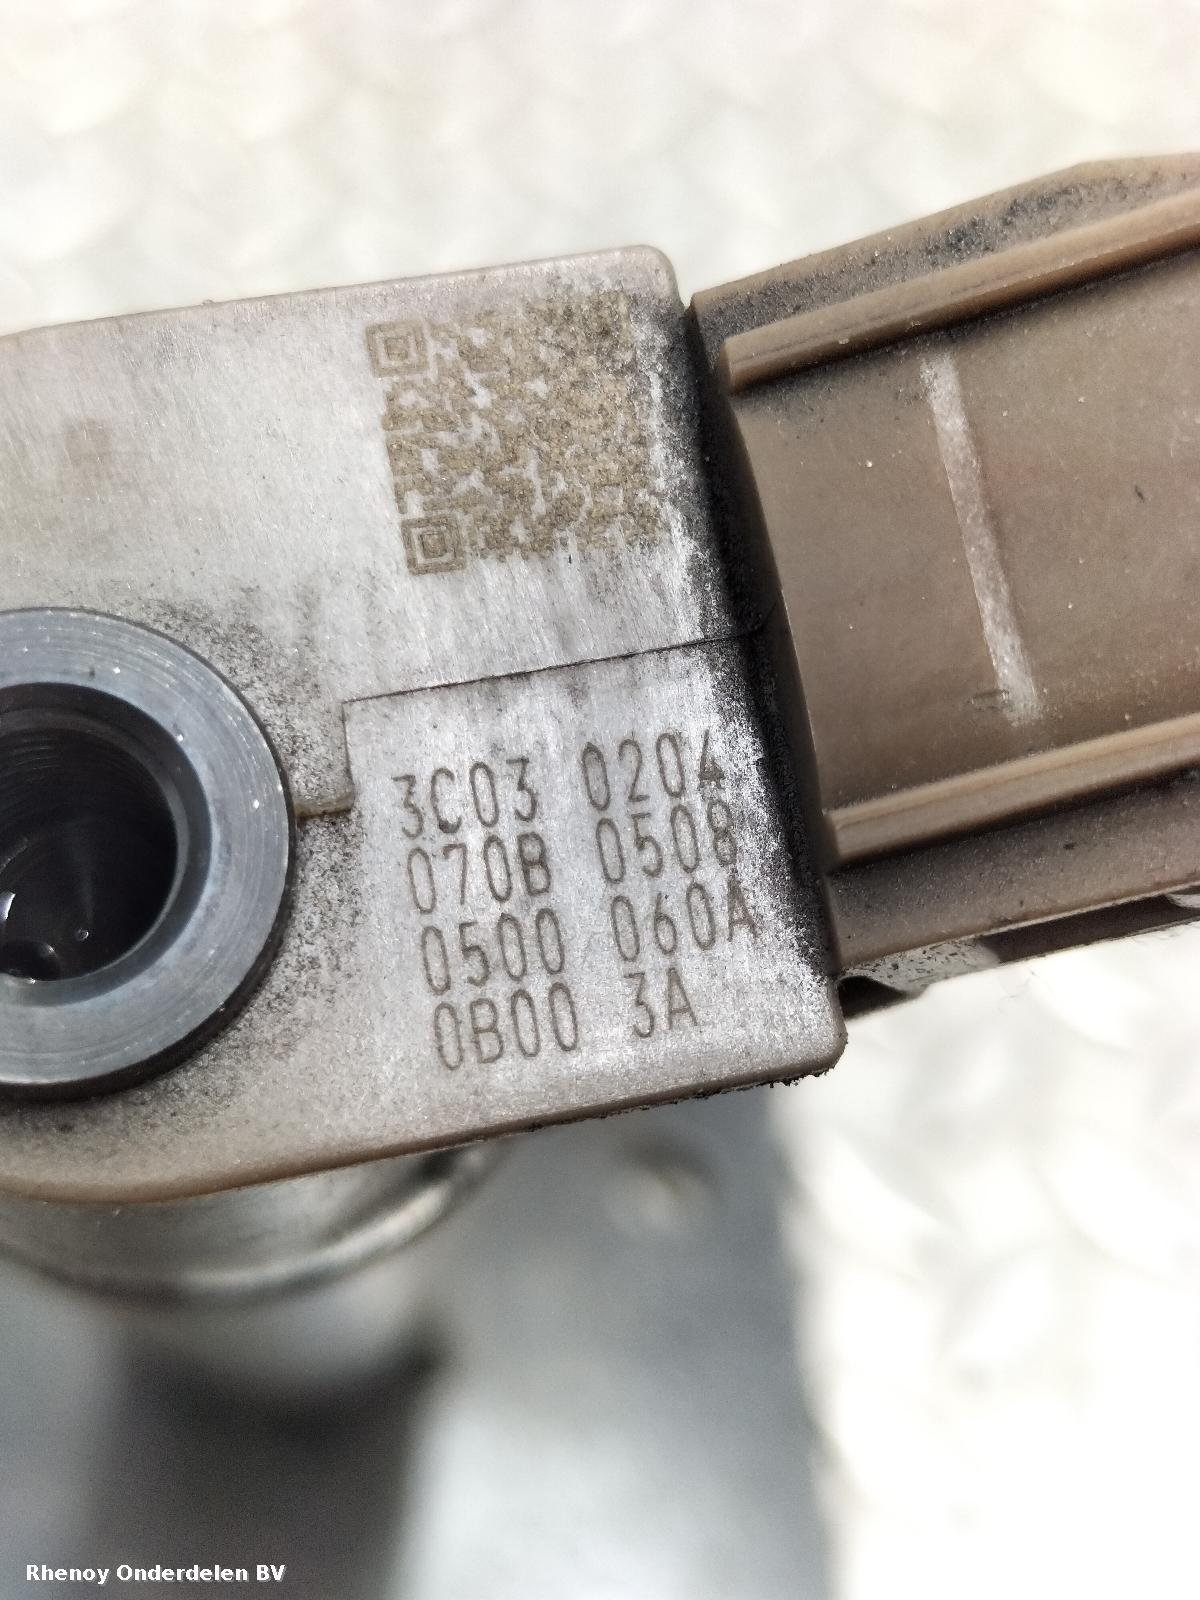 3C03 0204
070B 0508
0500 060A
0B00 3A
Rhenoy Onderdelen BV